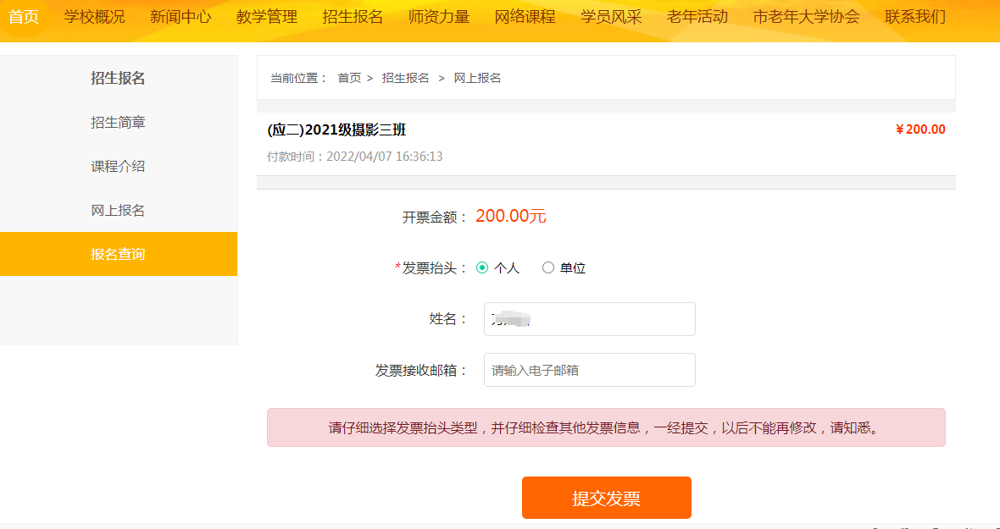 首页 学校概况 新闻中心 教学管理 招生报名 师资力量 网络课程 学员风采 老年活动 市老年大学协会 联系我们
招生报名
招生简章
课程介绍
网上报名
报名查询
当前位置： 首页 > 招生报名 > 网上报名
(应二)2021级摄影三班 ￥200.00
付款时间：2022/04/07 16:36:13
开票金额： 200.00元
*发票抬头： 个人 单位
姓名：
发票接收邮箱： 请输入电子邮箱
请仔细选择发票抬头类型，并仔细检查其他发票信息，一经提交，以后不能再修改，请知悉。
提交发票